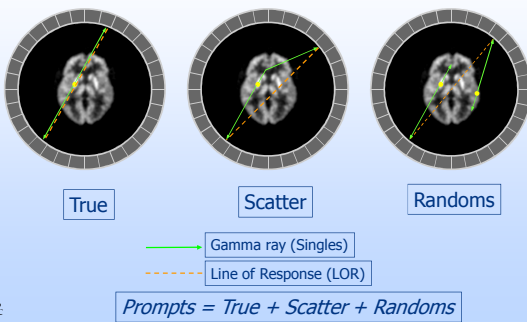 True
Scatter
Randoms
Gamma ray (Singles)
Line of Response (LOR)
Prompts = True + Scatter + Randoms